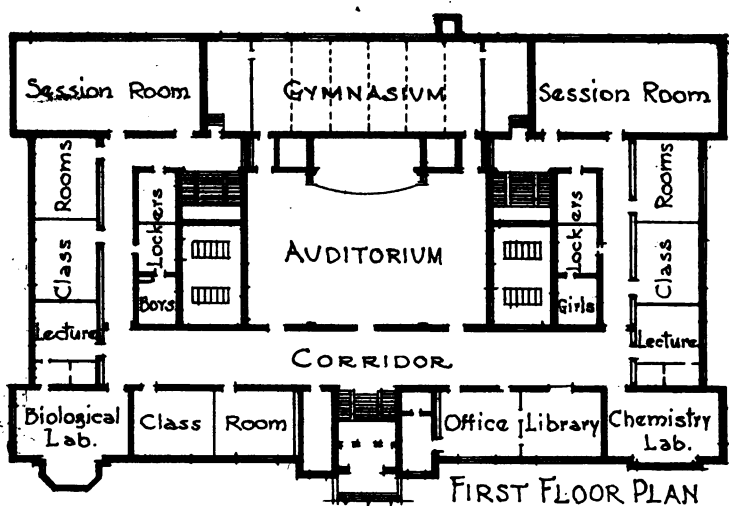 Session Room
GYMNASIUM
Session Room
Rooms
Class
Lecture
Lockers
Boys
AUDITORIUM
Lockers
Girls
Rooms
Class
Lecture
CORRIDOR
Biological
Lab.
Class
Room
Office
Library
Chemistry
Lab.
FIRST FLOOR PLAN